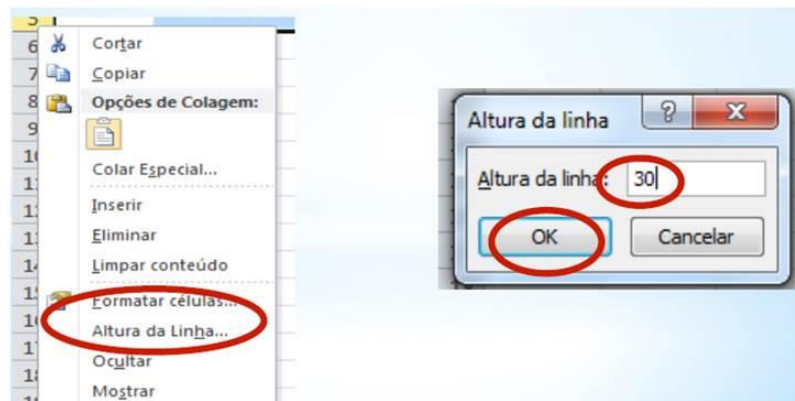 5
6
7
8
9
Cortar
Copiar
Opções de Colagem:
Colar Especial...
Inserir
Eliminar
Limpar conteúdo
Formatar células...
Altura da Linha...
Ocultar
Mostrar
Altura da linha
?
X
Altura da linha: 30
OK
Cancelar